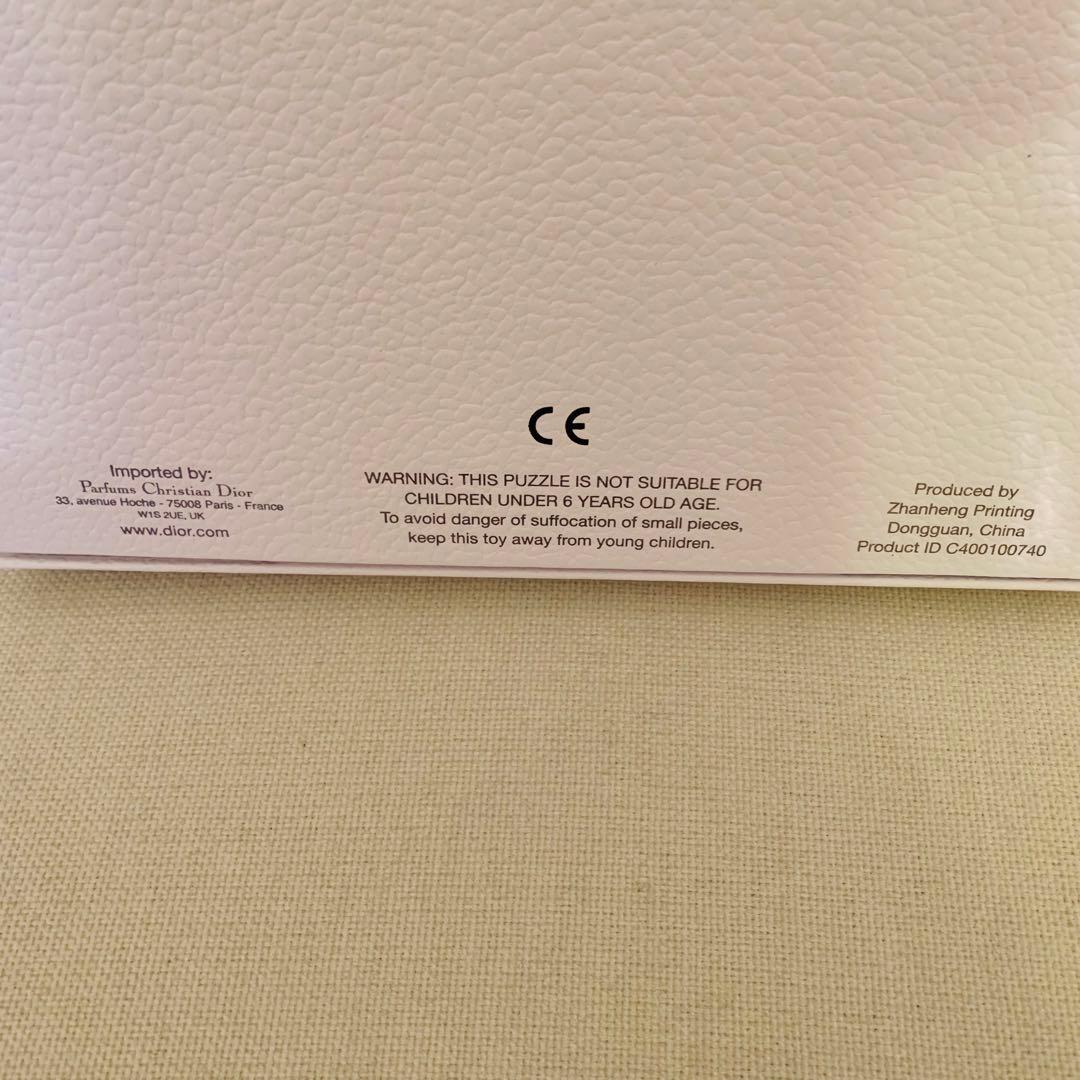 CE
Imported by:
Parfums Christian Dior
33, avenue Hoche - 75008 Paris - France
W1S 2UE, UK
www.dior.com
WARNING: THIS PUZZLE IS NOT SUITABLE FOR
CHILDREN UNDER 6 YEARS OLD AGE.
To avoid danger of suffocation of small pieces,
keep this toy away from young children.
Produced by
Zhanheng Printing
Dongguan, China
Product ID C400100740